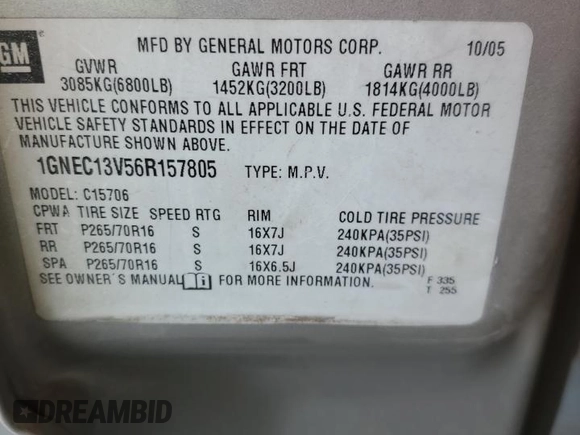 GM
MFD BY GENERAL MOTORS CORP. 10/05
GVWR GAWR FRT GAWR RR
3085KG(6800LB) 1452KG(3200LB) 1814KG(4000LB)
THIS VEHICLE CONFORMS TO ALL APPLICABLE U.S. FEDERAL MOTOR
VEHICLE SAFETY STANDARDS IN EFFECT ON THE DATE OF
MANUFACTURE SHOWN ABOVE.
1GNEC13V56R157805 TYPE: M.P.V.
MODEL: C15706
CPWA TIRE SIZE SPEED RTG RIM COLD TIRE PRESSURE
FRT P265/70R16 S 16X7J 240KPA(35PSI)
RR P265/70R16 S 16X7J 240KPA(35PSI)
SPA P265/70R16 S 16X6.5J 240KPA(35PSI)
SEE OWNER'S MANUAL FOR MORE INFORMATION. F 335
T 255
DREAMBID